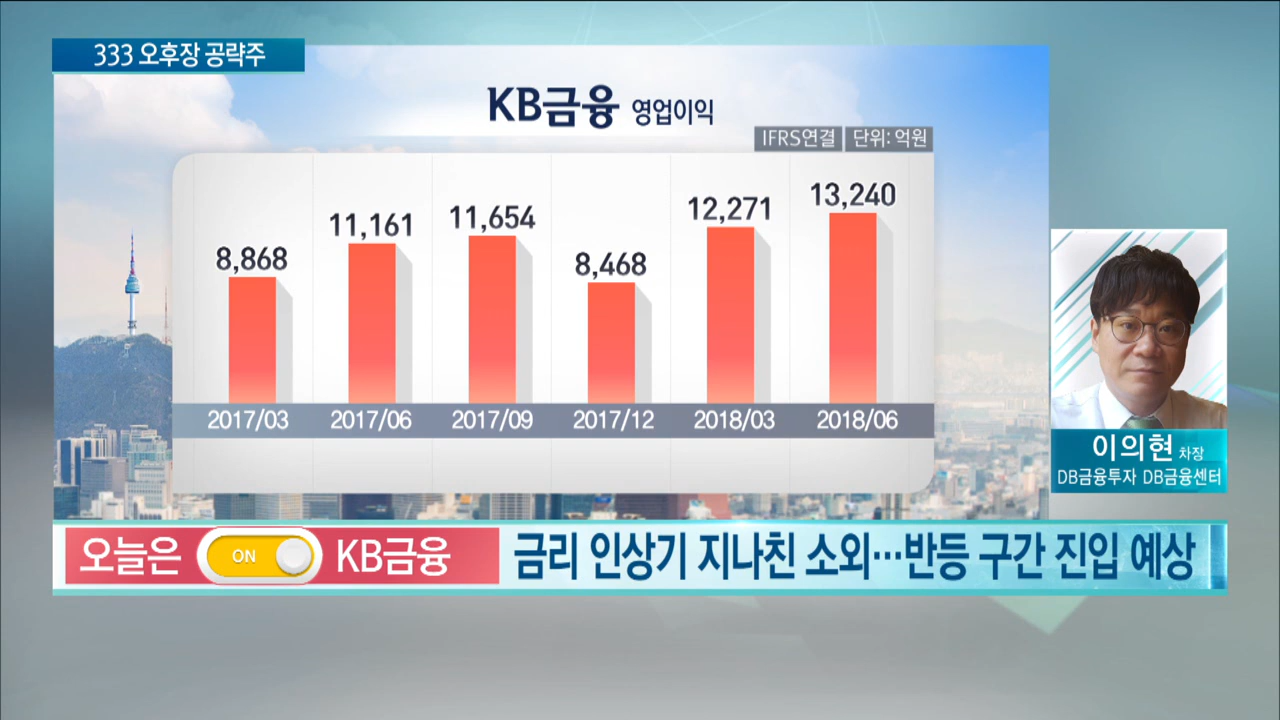 333 오후장 공략주
KB금융 영업이익
IFRS연결 단위: 억원
8,868
11,161
11,654
8,468
12,271
13,240
2017/03 2017/06 2017/09 2017/12 2018/03 2018/06
이의현 차장
DB금융투자 DB금융센터
오늘은 ON KB금융
금리 인상기 지나친 소외…반등 구간 진입 예상